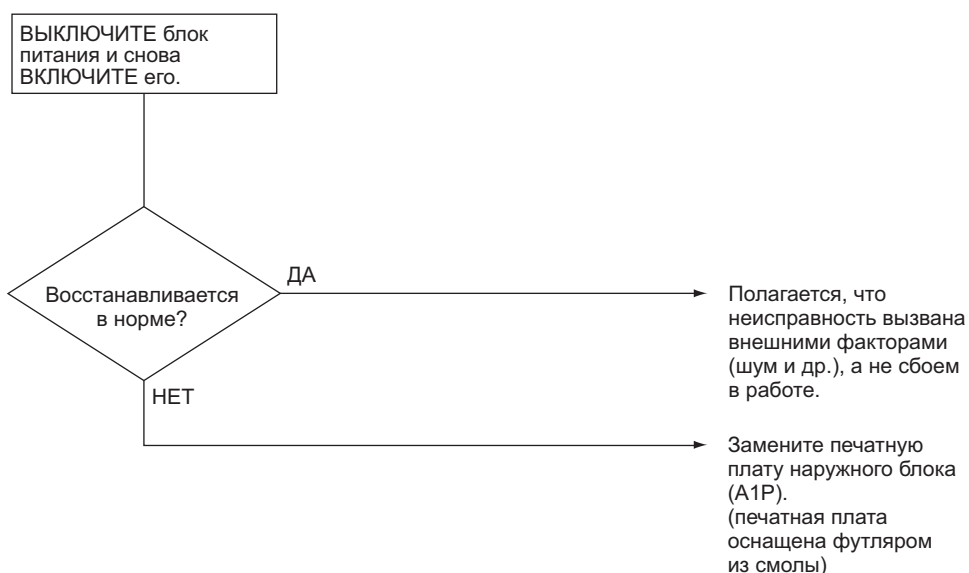 ВЫКЛЮЧИТЕ блок
питания и снова
ВКЛЮЧИТЕ его.
Восстанавливается
в норме?
ДА
Полагается, что
неисправность вызвана
внешними факторами
(шум и др.), а не сбоем
в работе.
НЕТ
Замените печатную
плату наружного блока
(A1P).
(печатная плата
оснащена футляром
из смолы)